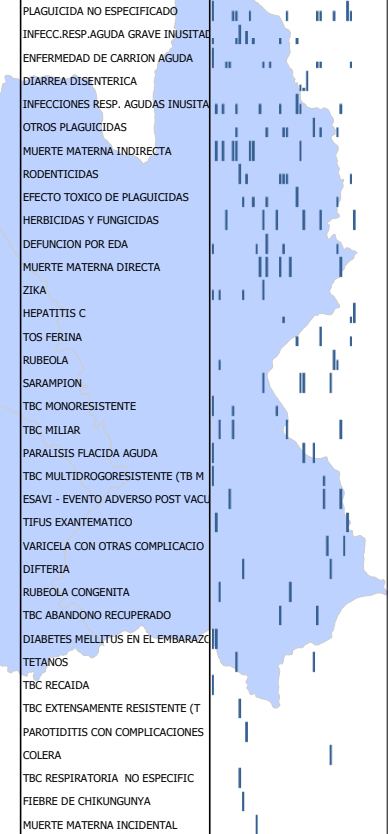 PLAGUICIDA NO ESPECIFICADO
INFECC.RESP.AGUDA GRAVE INUSITAD
ENFERMEDAD DE CARRION AGUDA
DIARREA DISENTERICA
INFECCIONES RESP. AGUDAS INUSITA
OTROS PLAGUICIDAS
MUERTE MATERNA INDIRECTA
RODENTICIDAS
EFECTO TOXICO DE PLAGUICIDAS
HERBICIDAS Y FUNGICIDAS
DEFUNCION POR EDA
MUERTE MATERNA DIRECTA
ZIKA
HEPATITIS C
TOS FERINA
RUBEOLA
SARAMPION
TBC MONORESISTENTE
TBC MILIAR
PARALISIS FLACIDA AGUDA
TBC MULTIDROGORESISTENTE (TB M
ESAVI - EVENTO ADVERSO POST VACU
TIFUS EXANTEMATICO
VARICELA CON OTRAS COMPLICACIO
DIFTERIA
RUBEOLA CONGENITA
TBC ABANDONO RECUPERADO
DIABETES MELLITUS EN EL EMBARAZO
TETANOS
TBC RECAIDA
TBC EXTENSAMENTE RESISTENTE (T
PAROTIDITIS CON COMPLICACIONES
COLERA
TBC RESPIRATORIA  NO ESPECIFIC
FIEBRE DE CHIKUNGUNYA
MUERTE MATERNA INCIDENTAL